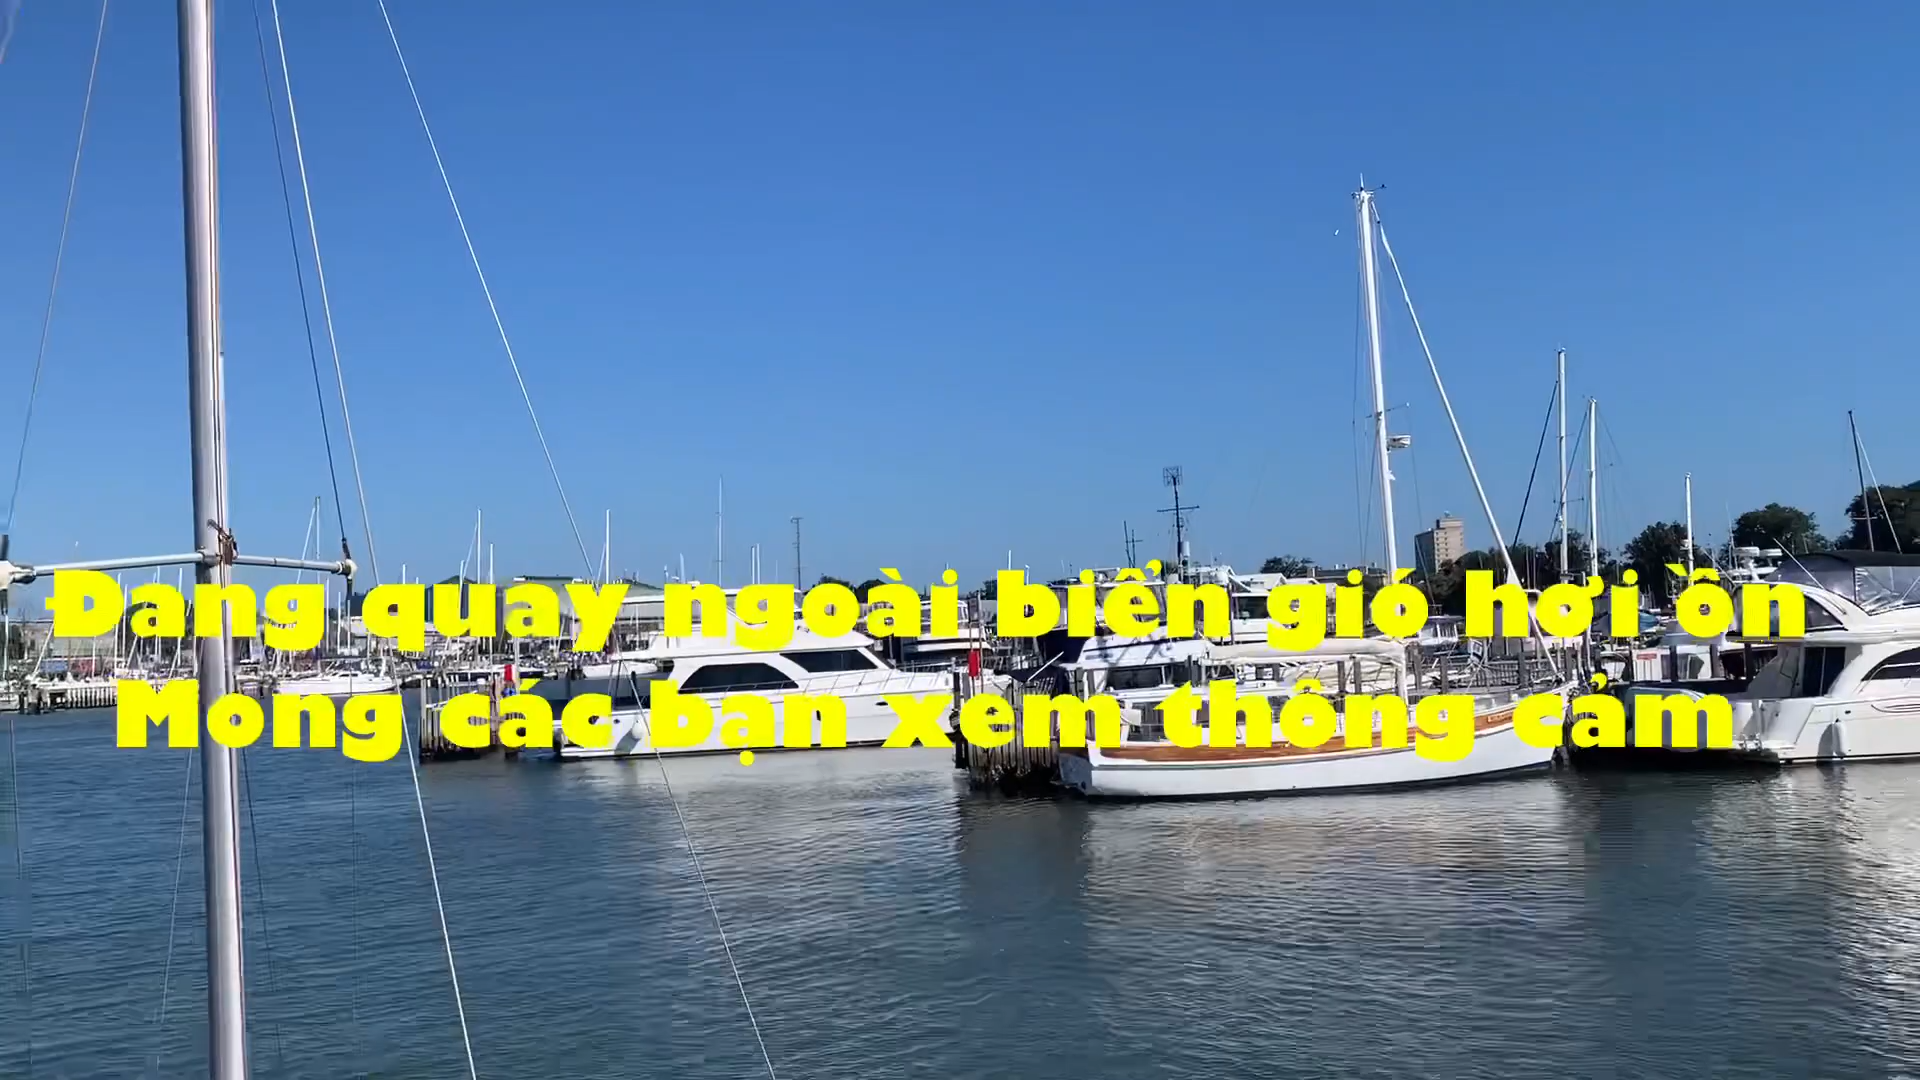 Đang quay ngoài biển gió hơi ồn
Mong các bạn xem thông cảm